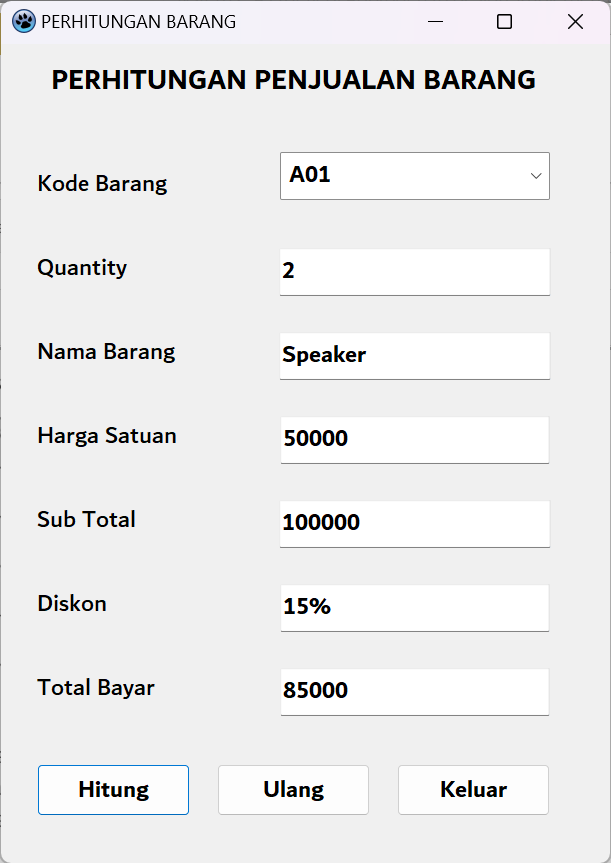 PERHITUNGAN BARANG
PERHITUNGAN PENJUALAN BARANG
Kode Barang A01
Quantity 2
Nama Barang Speaker
Harga Satuan 50000
Sub Total 100000
Diskon 15%
Total Bayar 85000
Hitung Ulang Keluar